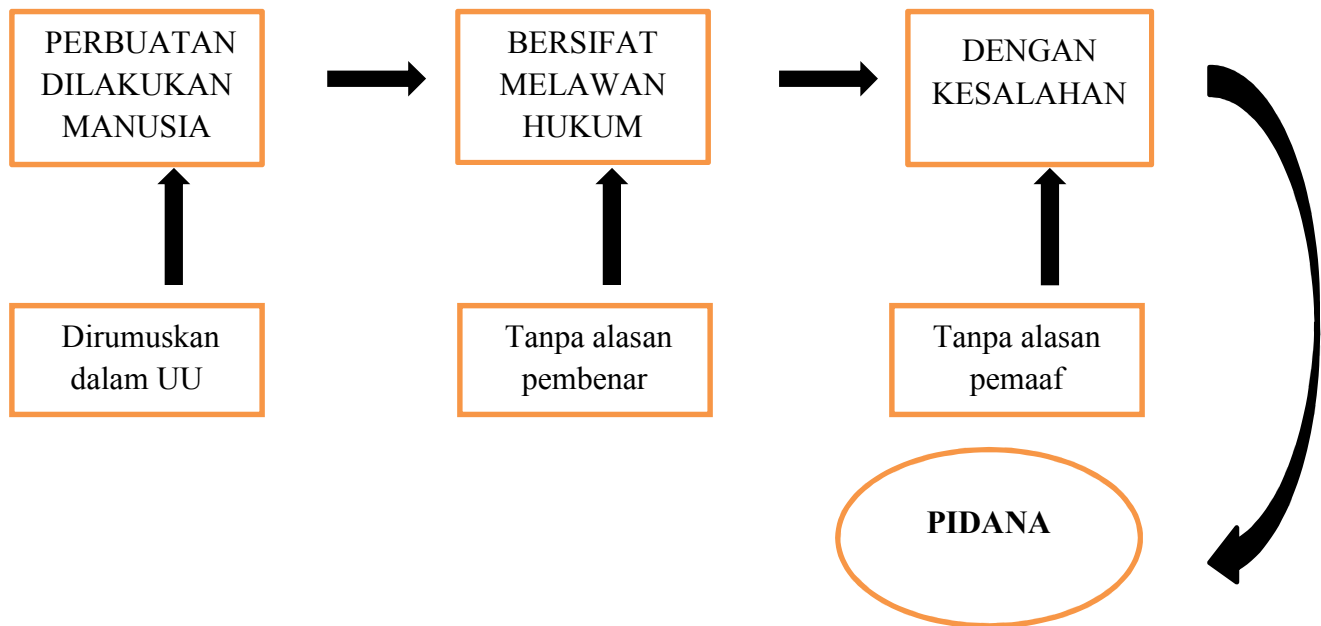 PERBUATAN
DILAKUKAN
MANUSIA
BERSIFAT
MELAWAN
HUKUM
DENGAN
KESALAHAN
Dirumuskan
dalam UU
Tanpa alasan
pembenar
Tanpa alasan
pemaaf
PIDANA